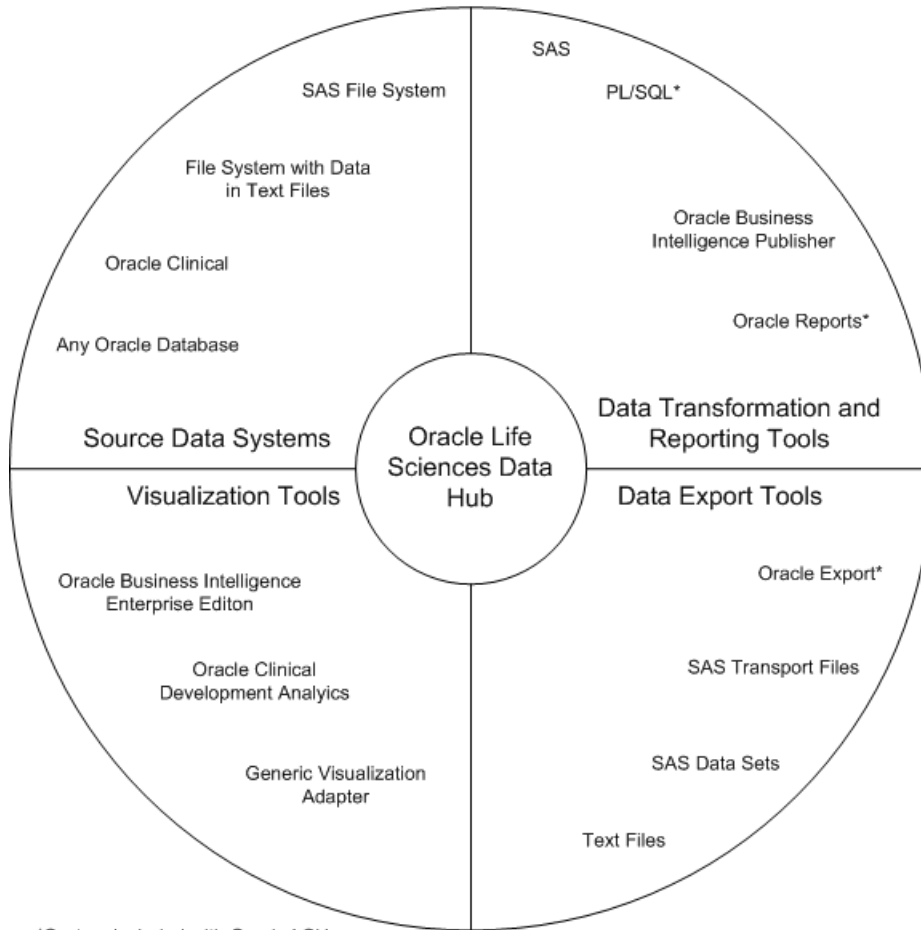 SAS File System
File System with Data
in Text Files
Oracle Clinical
Any Oracle Database
Source Data Systems
SAS
PL/SQL*
Oracle Business
Intelligence Publisher
Oracle Reports*
Data Transformation and
Reporting Tools
Oracle Life
Sciences Data
Hub
Visualization Tools
Oracle Business Intelligence
Enterprise Editon
Oracle Clinical
Development Analyics
Generic Visualization
Adapter
Data Export Tools
Oracle Export*
SAS Transport Files
SAS Data Sets
Text Files